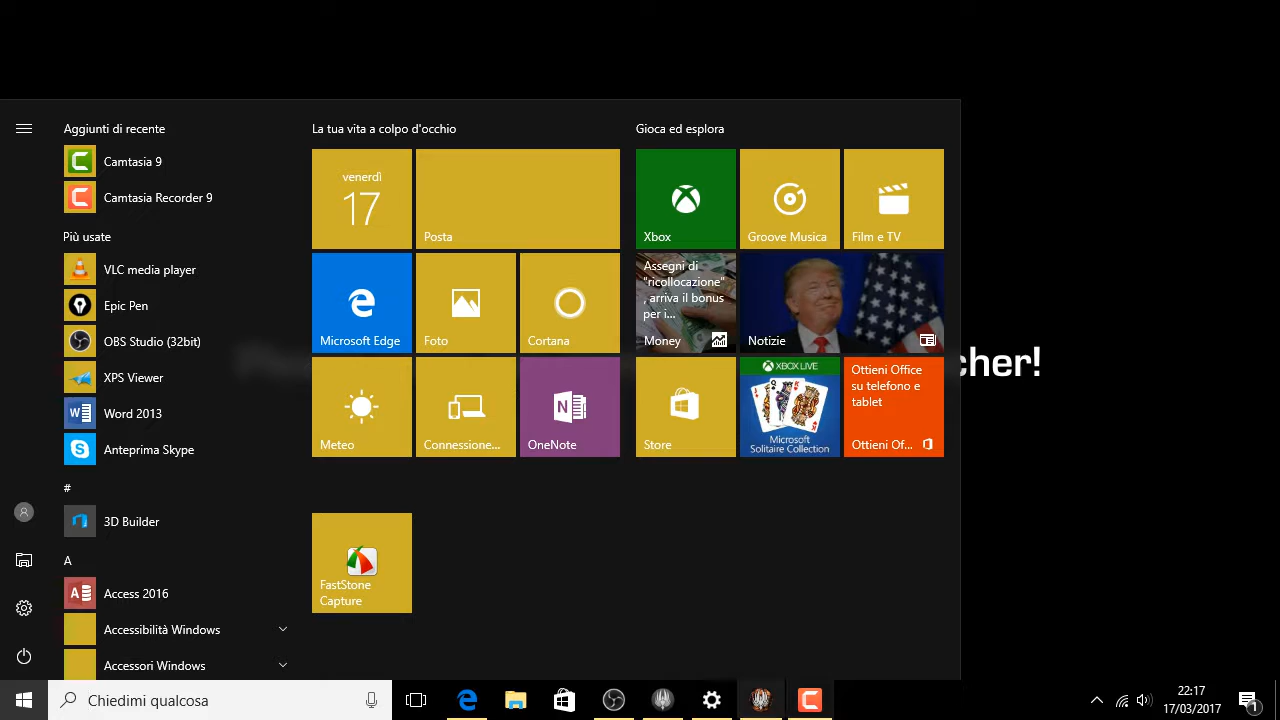 Aggiunti di recente
Camtasia 9
Camtasia Recorder 9
Più usate
VLC media player
Epic Pen
OBS Studio (32bit)
XPS Viewer
Word 2013
Anteprima Skype
#
3D Builder
A
Access 2016
Accessibilità Windows
Accessori Windows
La tua vita a colpo d'occhio
venerdì
17
Posta
Microsoft Edge
Foto
Cortana
Meteo
Connessione...
OneNote
FastStone
Capture
Gioca ed esplora
Xbox
Groove Musica
Film e TV
Assegni di
"ricollocazione"
, arriva il bonus
per i...
Money
Notizie
Store
XBOX LIVE
Microsoft
Solitaire Collection
Ottieni Office
su telefono e
tablet
Ottieni Of...
cher!
Chiedimi qualcosa
22:17
17/03/2017
1